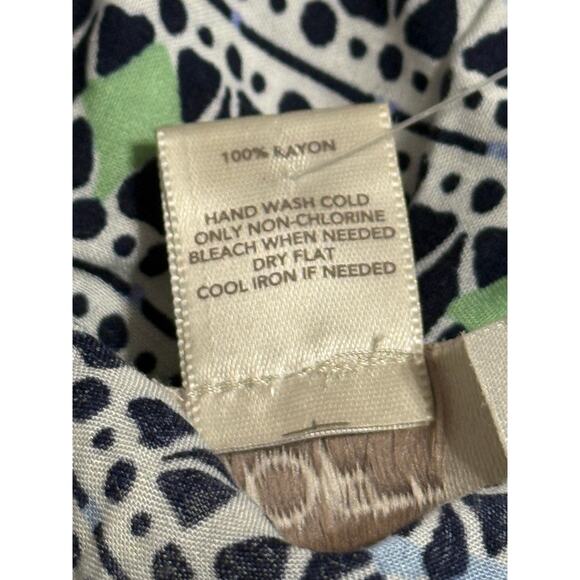 100% RAYON
HAND WASH COLD
ONLY NON-CHLORINE
BLEACH WHEN NEEDED
DRY FLAT
COOL IRON IF NEEDED